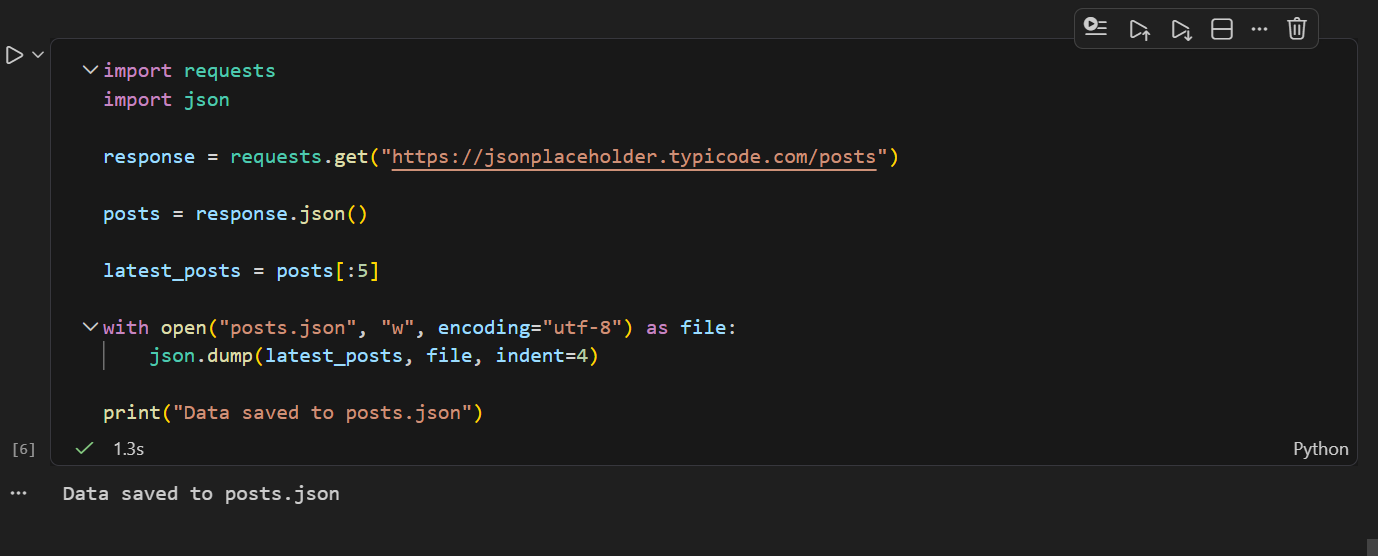 import requests
import json
response = requests.get("https://jsonplaceholder.typicode.com/posts")
posts = response.json()
latest_posts = posts[:5]
with open("posts.json", "w", encoding="utf-8") as file:
    json.dump(latest_posts, file, indent=4)
print("Data saved to posts.json")
[6] 1.3s Python
Data saved to posts.json